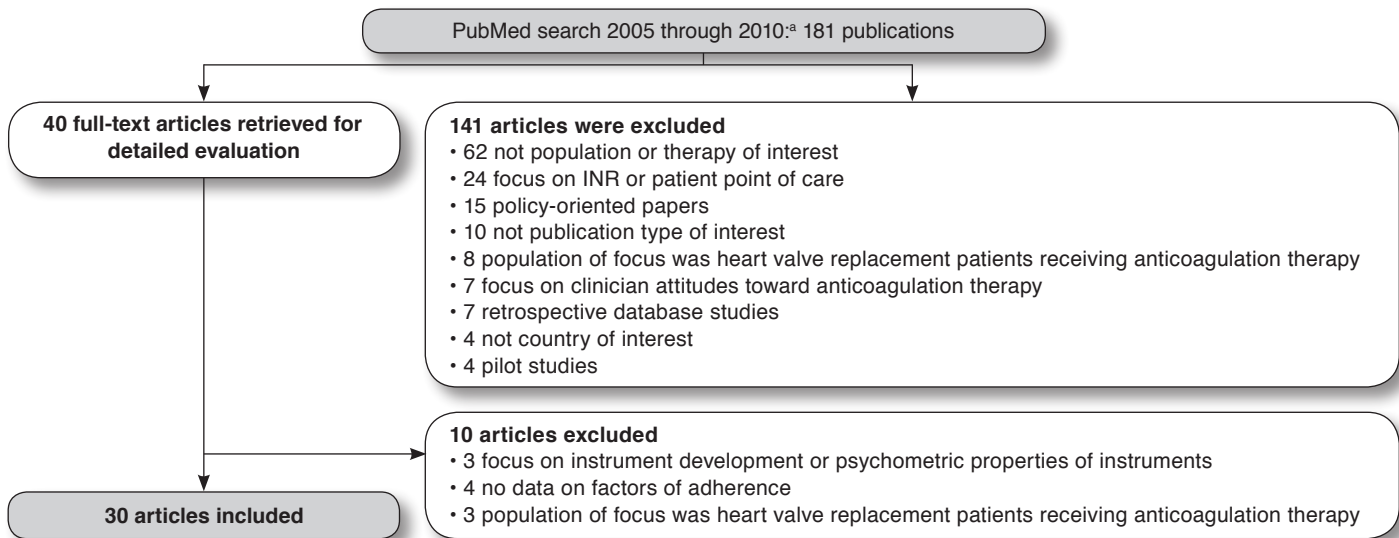 PubMed search 2005 through 2010:ª 181 publications
40 full-text articles retrieved for
detailed evaluation
141 articles were excluded
• 62 not population or therapy of interest
• 24 focus on INR or patient point of care
• 15 policy-oriented papers
• 10 not publication type of interest
• 8 population of focus was heart valve replacement patients receiving anticoagulation therapy
• 7 focus on clinician attitudes toward anticoagulation therapy
• 7 retrospective database studies
• 4 not country of interest
• 4 pilot studies
10 articles excluded
• 3 focus on instrument development or psychometric properties of instruments
• 4 no data on factors of adherence
• 3 population of focus was heart valve replacement patients receiving anticoagulation therapy
30 articles included